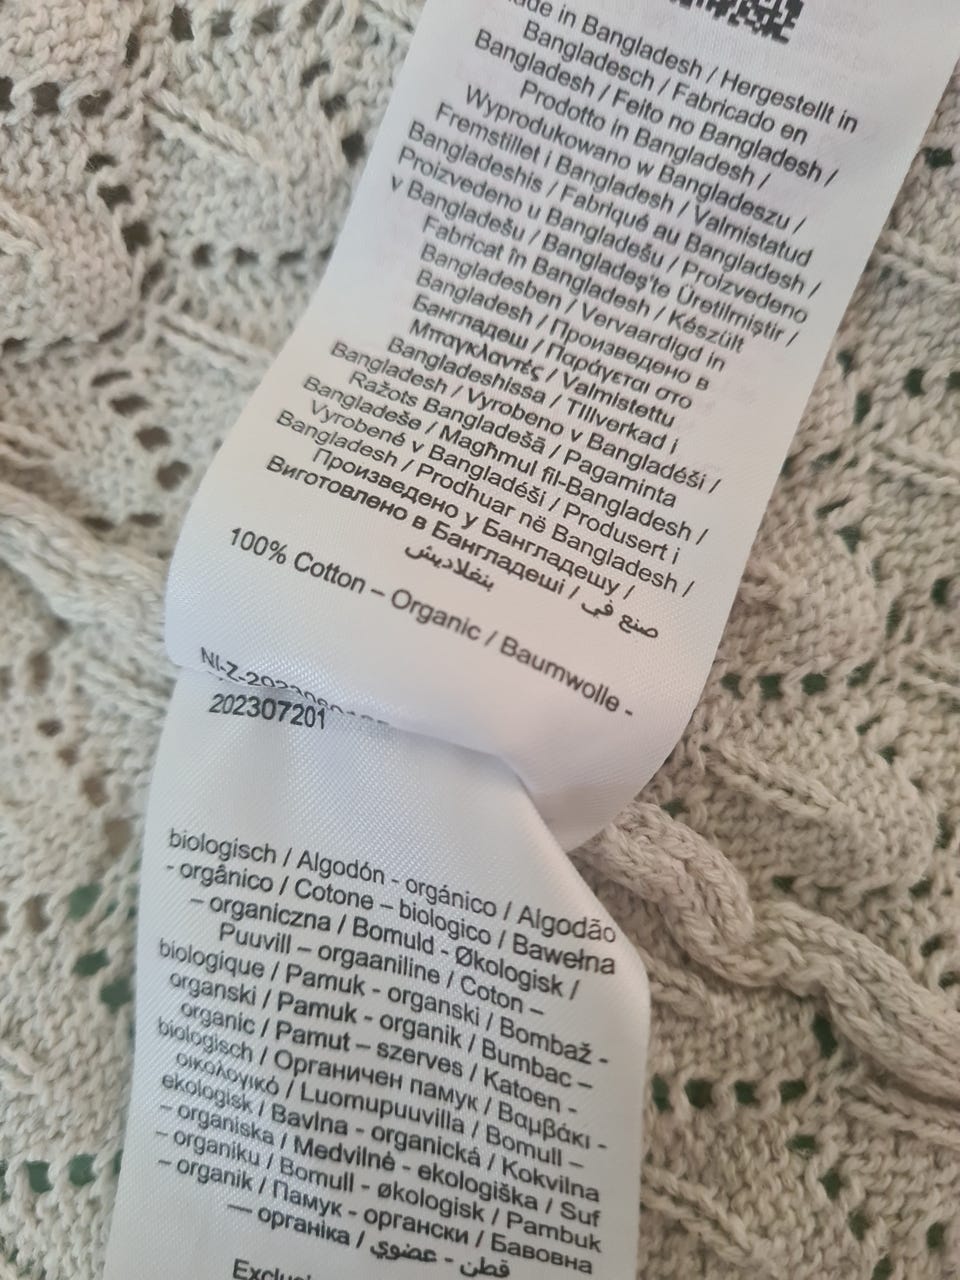 Made in Bangladesh / Hergestellt in
Bangladesch / Fabricado en
Bangladesh / Feito no Bangladesh /
Prodotto in Bangladesh /
Wyprodukowano w Bangladeszu /
Fremstillet i Bangladesh / Valmistatud
Bangladeshis / Fabriqué au Bangladesh /
Proizvedeno u Bangladešu / Proizvedeno
v Bangladešu / Bangladeş'te Üretilmiştir /
Fabricat în Bangladesh / Készült
Bangladesben / Vervaardigd in
Bangladesh / Произведено в
Бангладеш / Παράγεται στο
Μπαγκλαντές / Valmistettu
Bangladeshissa / Tillverkad i
Bangladesh / Vyrobeno v Bangladéši /
Ražots Bangladešā / Pagaminta
Bangladeše / Magħmul fil-Bangladesh /
Vyrobené v Bangladéši / Produsert i
Bangladesh / Prodhuar në Bangladesh /
Произведено у Бангладешу /
Виготовлено в Бангладеші / صنع في
بنغلاديش
100% Cotton – Organic / Baumwolle -
202307201
biologisch / Algodón - orgánico / Algodão
- orgânico / Cotone – biologico / Bawełna
– organiczna / Bomuld - Økologisk /
Puuvill – orgaaniline / Coton –
biologique / Pamuk - organski / Bombaž -
organski / Pamuk - organik / Bumbac –
organic / Pamut – szerves / Katoen -
biologisch / Органичен памук / Βαμβάκι -
οικολογικό / Luomupuuvilla / Bomull –
ekologisk / Bavlna - organická / Kokvilna
– organiska / Medvilnė - ekologiška / Suf
– organiku / Bomull - økologisk / Pambuk
– organik / Памук - органски / Бавовна
— органіка / قطن - عضوي